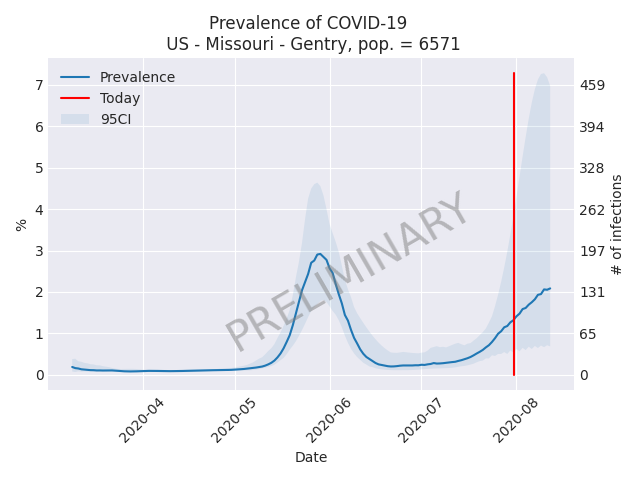 Prevalence of COVID-19
US - Missouri - Gentry, pop. = 6571
Prevalence
Today
95CI
PRELIMINARY
%
7
6
5
4
3
2
1
0
459
394
328
262
197
131
65
0
# of infections
2020-04
2020-05
2020-06
2020-07
2020-08
Date